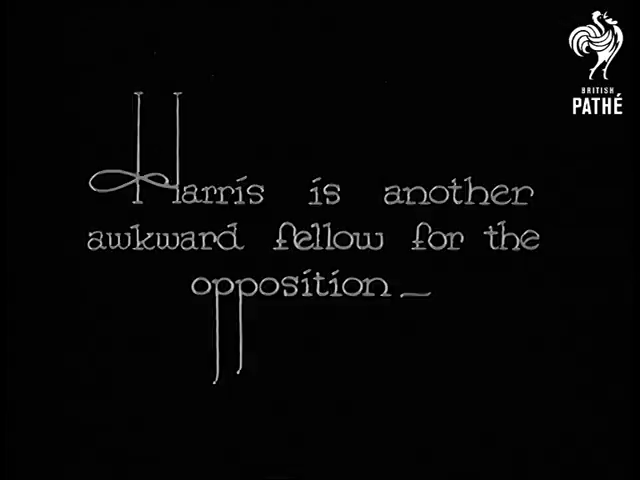 BRITISH
PATHÉ
Harris is another
awkward fellow for the
opposition —